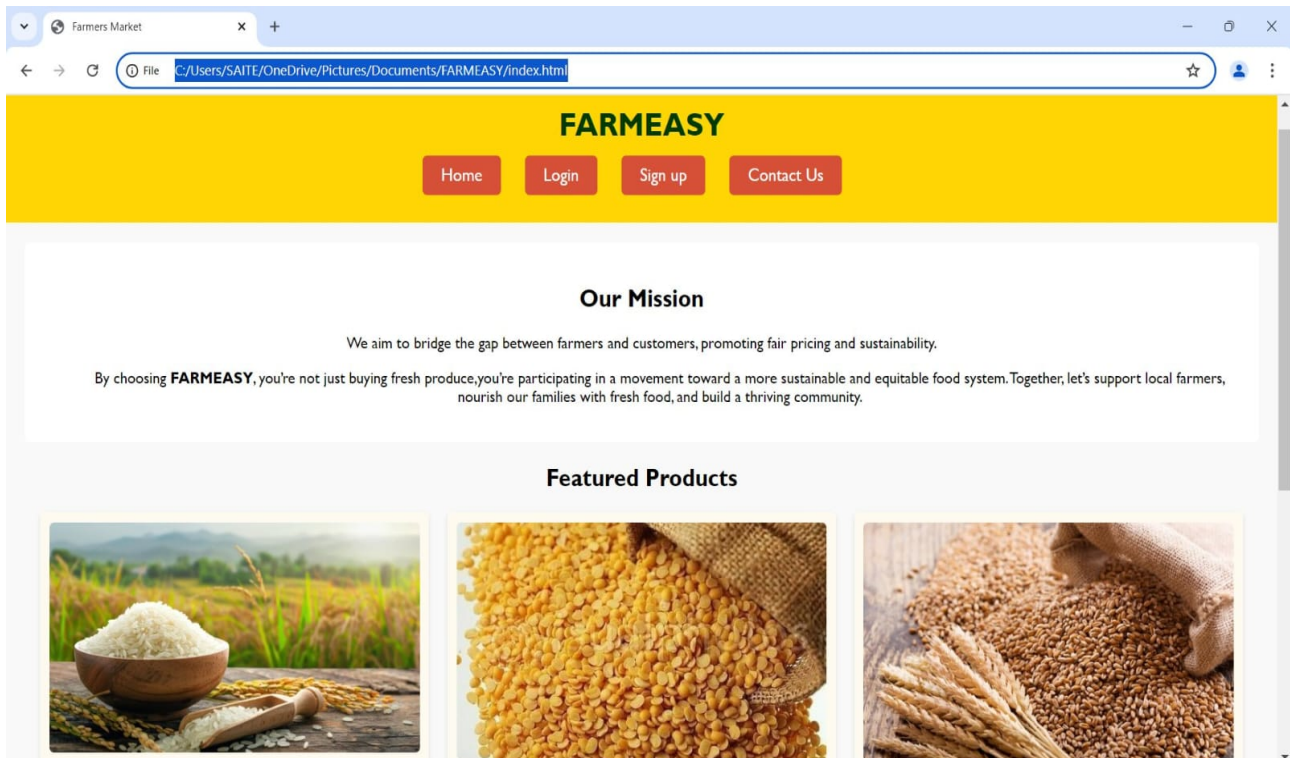 Farmers Market
File C:/Users/SAITE/OneDrive/Pictures/Documents/FARMEASY/index.html
FARMEASY
Home Login Sign up Contact Us
Our Mission
We aim to bridge the gap between farmers and customers, promoting fair pricing and sustainability.
By choosing FARMEASY, you're not just buying fresh produce,you're participating in a movement toward a more sustainable and equitable food system. Together, let's support local farmers,
nourish our families with fresh food, and build a thriving community.
Featured Products